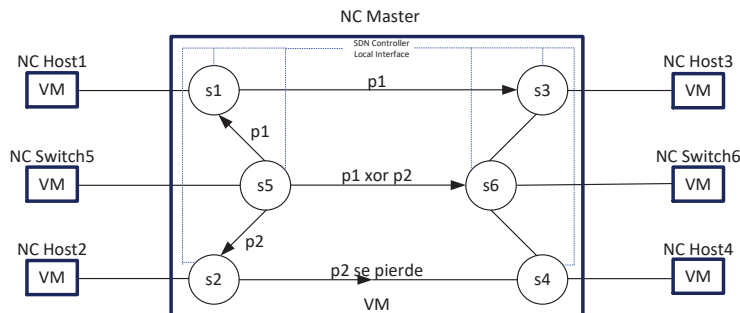 NC Master
SDN Controller
Local Interface
NC Host1
VM
s1
p1
s3
NC Host3
VM
p1
NC Switch5
VM
s5
p1 xor p2
s6
NC Switch6
VM
p2
NC Host2
VM
s2
p2 se pierde
s4
NC Host4
VM
VM